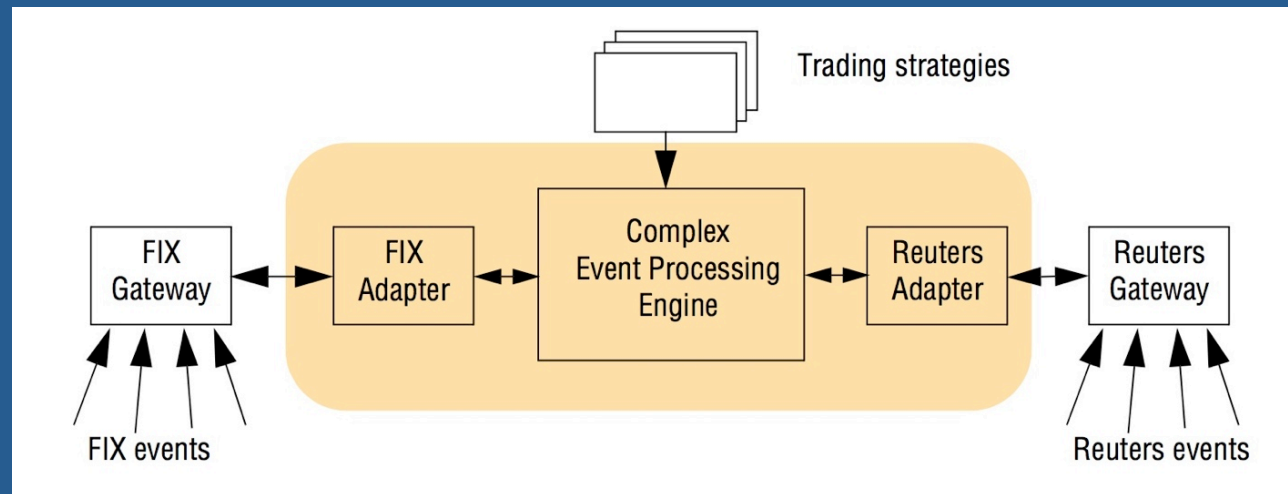 Trading strategies
FIX
Gateway
FIX
Adapter
Complex
Event Processing
Engine
Reuters
Adapter
Reuters
Gateway
FIX events
Reuters events